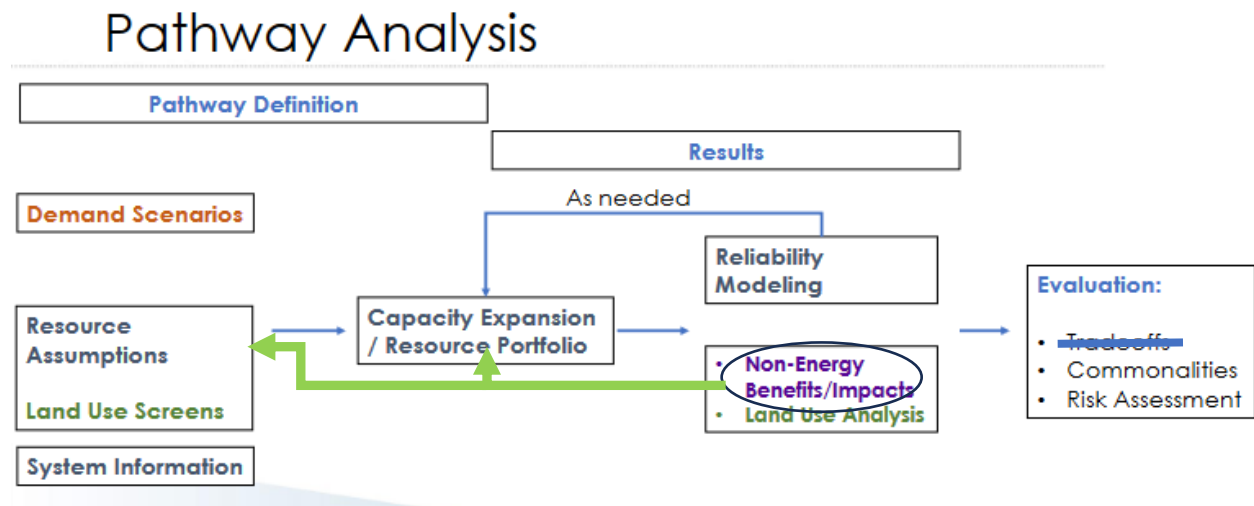 Pathway Analysis
Pathway Definition
Results
As needed
Demand Scenarios
Reliability
Modeling
Evaluation:
Resource
Assumptions
Capacity Expansion
/ Resource Portfolio
Land Use Screens
• Non-Energy
Benefits/Impacts
• Land Use Analysis
• Tradeoffs
• Commonalities
• Risk Assessment
System Information